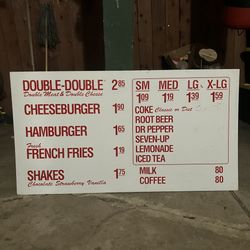 DOUBLE-DOUBLE 2.85
Double Meat & Double Cheese
CHEESEBURGER 1.90
HAMBURGER 1.65
Fresh
FRENCH FRIES 1.19
SHAKES 1.75
Chocolate Strawberry Vanilla
SM MED LG. X-LG
1.09 1.19 1.39 1.59
COKE Classic or Diet
ROOT BEER
DR PEPPER
SEVEN-UP
LEMONADE
ICED TEA
MILK 80
COFFEE 80